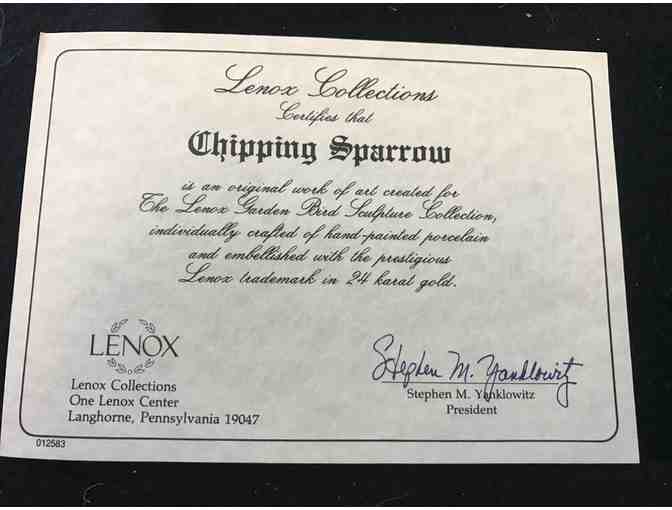 Lenox Collections
Certifies that
Chipping Sparrow
is an original work of art created for
The Lenox Garden Bird Sculpture Collection,
individually crafted of hand-painted porcelain
and embellished with the prestigious
Lenox trademark in 24 karat gold.
LENOX
Lenox Collections
One Lenox Center
Langhorne, Pennsylvania 19047
Stephen M. Yanklowitz
Stephen M. Yanklowitz
President
012583